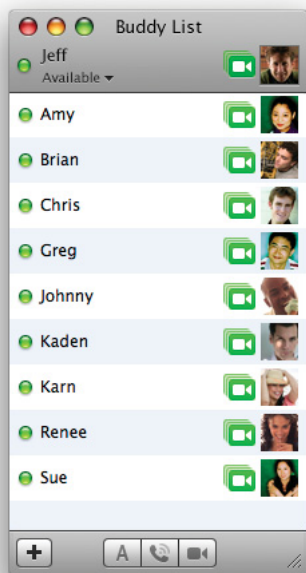 Buddy List
Jeff
Available
Amy
Brian
Chris
Greg
Johnny
Kaden
Karn
Renee
Sue
A